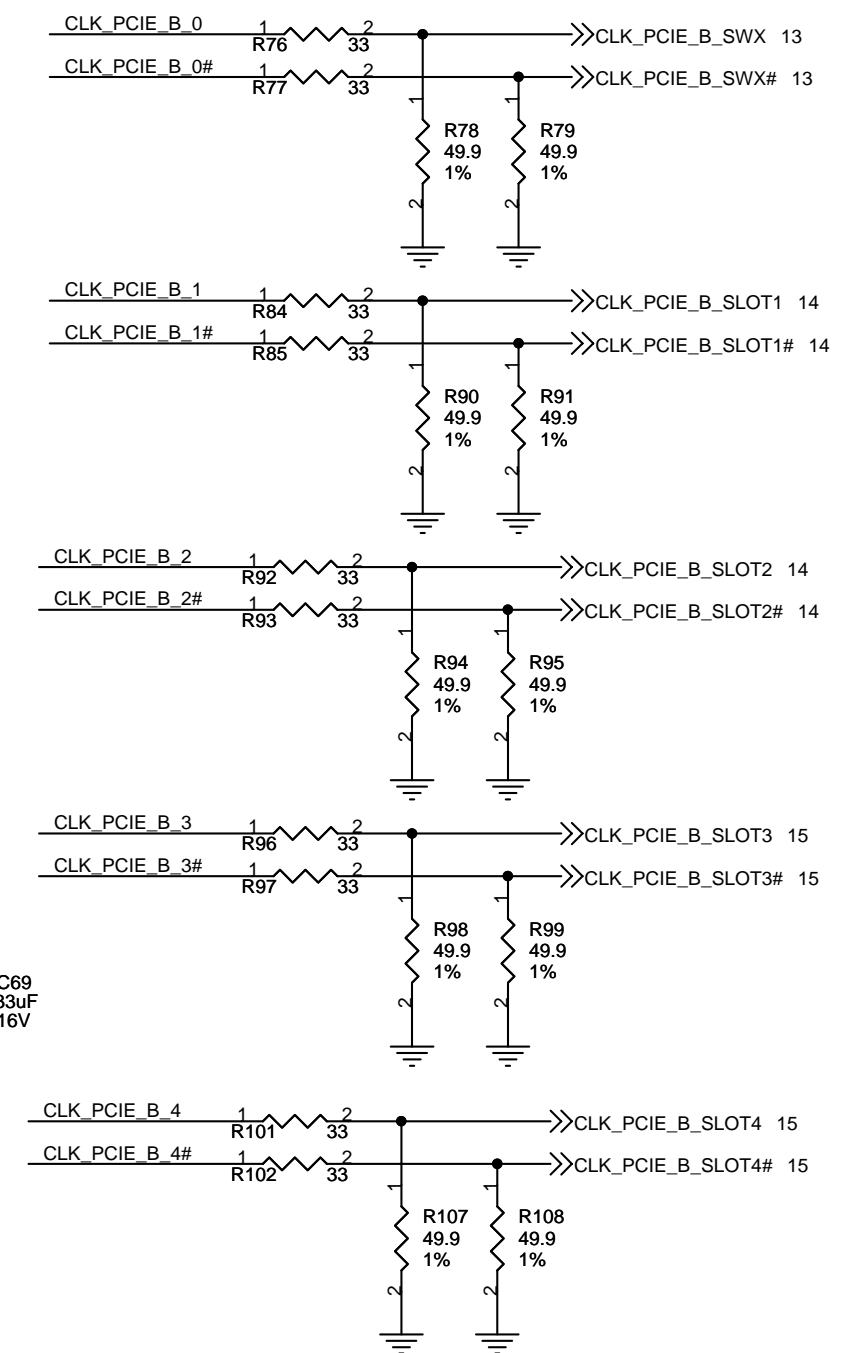 CLK_PCIE_B_0 1 2 CLK_PCIE_B_SWX 13
R76 33
CLK_PCIE_B_0# 1 2 CLK_PCIE_B_SWX# 13
R77 33
1 1
R78 R79
49.9 49.9
1% 1%
2 2
CLK_PCIE_B_1 1 2 CLK_PCIE_B_SLOT1 14
R84 33
CLK_PCIE_B_1# 1 2 CLK_PCIE_B_SLOT1# 14
R85 33
1 1
R90 R91
49.9 49.9
1% 1%
2 2
CLK_PCIE_B_2 1 2 CLK_PCIE_B_SLOT2 14
R92 33
CLK_PCIE_B_2# 1 2 CLK_PCIE_B_SLOT2# 14
R93 33
1 1
R94 R95
49.9 49.9
1% 1%
2 2
CLK_PCIE_B_3 1 2 CLK_PCIE_B_SLOT3 15
R96 33
CLK_PCIE_B_3# 1 2 CLK_PCIE_B_SLOT3# 15
R97 33
1 1
R98 R99
49.9 49.9
1% 1%
2 2
C69
33uF
16V
CLK_PCIE_B_4 1 2 CLK_PCIE_B_SLOT4 15
R101 33
CLK_PCIE_B_4# 1 2 CLK_PCIE_B_SLOT4# 15
R102 33
1 1
R107 R108
49.9 49.9
1% 1%
2 2